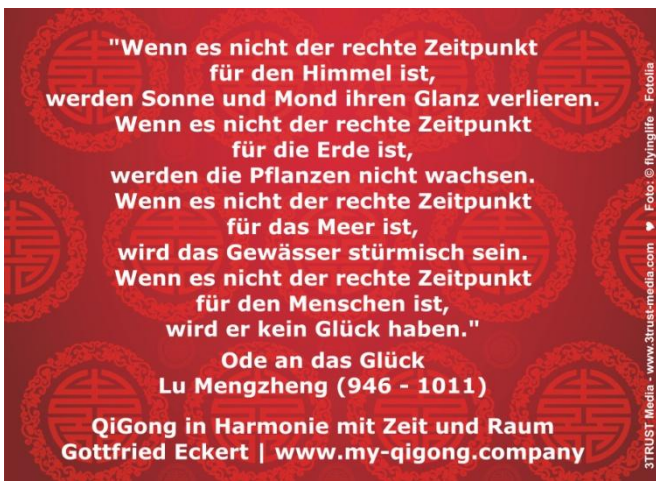 "Wenn es nicht der rechte Zeitpunkt
für den Himmel ist,
werden Sonne und Mond ihren Glanz verlieren.
Wenn es nicht der rechte Zeitpunkt
für die Erde ist,
werden die Pflanzen nicht wachsen.
Wenn es nicht der rechte Zeitpunkt
für das Meer ist,
wird das Gewässer stürmisch sein.
Wenn es nicht der rechte Zeitpunkt
für den Menschen ist,
wird er kein Glück haben."
Ode an das Glück
Lu Mengzheng (946 - 1011)
QiGong in Harmonie mit Zeit und Raum
Gottfried Eckert | www.my-qigong.company
3TRUST Media - www.3trust-media.com ♥ Foto: © flyinglife - Fotolia